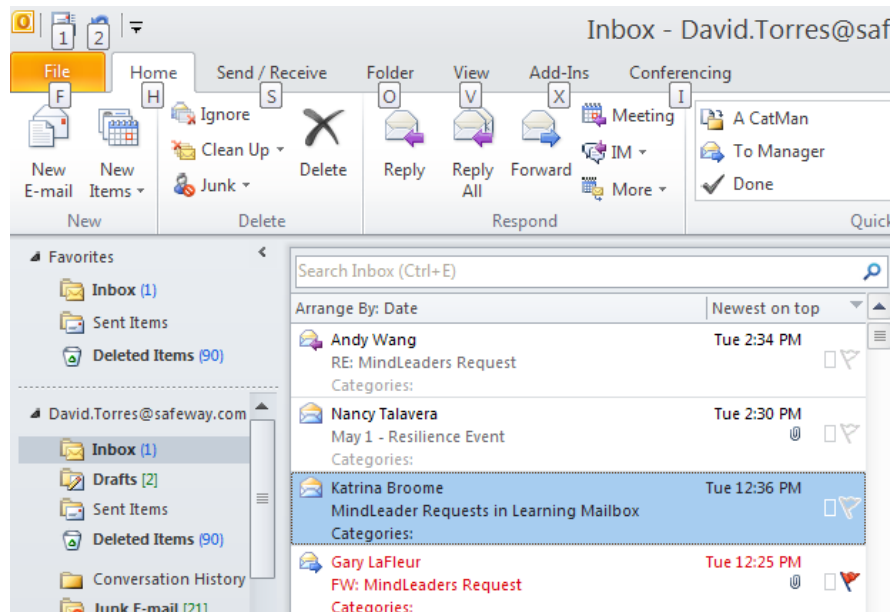 Inbox - David.Torres@saf
1 2
File Home Send / Receive Folder View Add-Ins Conferencing
F H S O V X I
New E-mail
New Items
Ignore
Clean Up
Junk
Delete
Reply
Reply All
Forward
Meeting
IM
More
A CatMan
To Manager
Done
New Delete Respond Quick
Favorites
Inbox (1)
Sent Items
Deleted Items (90)
David.Torres@safeway.com
Inbox (1)
Drafts [2]
Sent Items
Deleted Items (90)
Conversation History
Junk E-mail [21]
Search Inbox (Ctrl+E)
Arrange By: Date Newest on top
Andy Wang Tue 2:34 PM
RE: MindLeaders Request
Categories:
Nancy Talavera Tue 2:30 PM
May 1 - Resilience Event
Categories:
Katrina Broome Tue 12:36 PM
MindLeader Requests in Learning Mailbox
Categories:
Gary LaFleur Tue 12:25 PM
FW: MindLeaders Request
Categories: